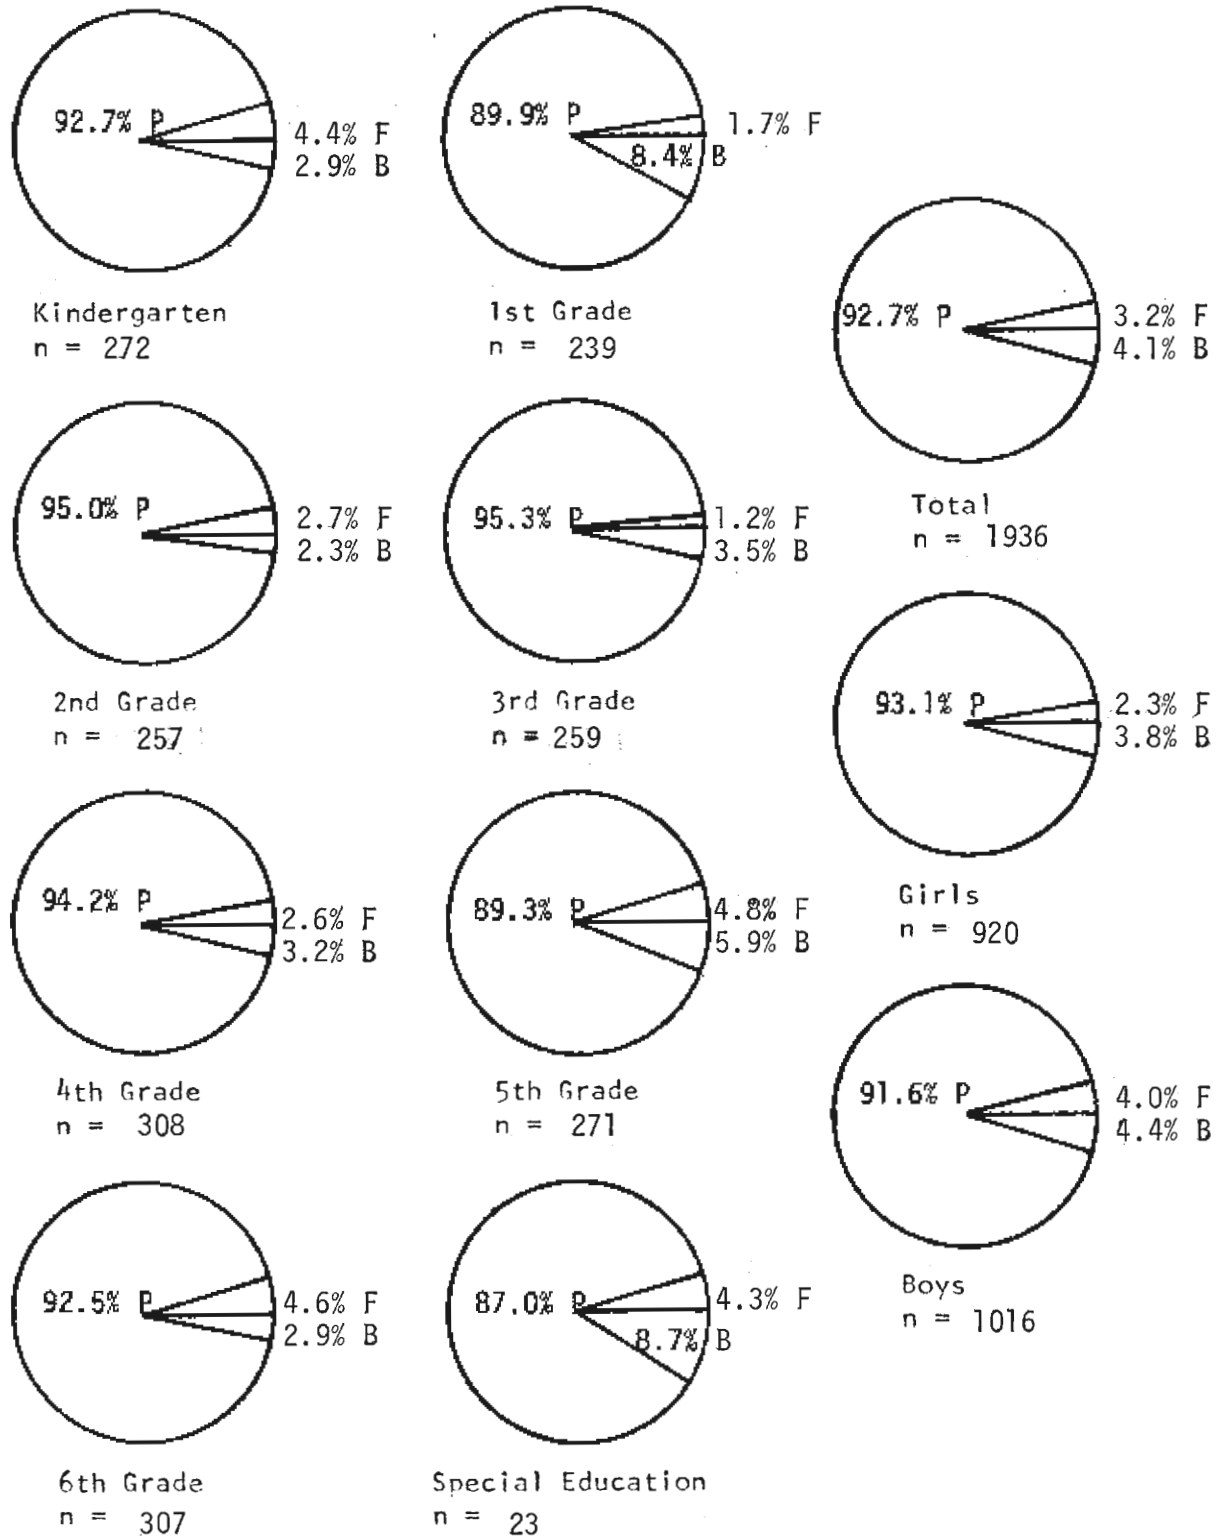 92.7% P
4.4% F
2.9% B
Kindergarten
n = 272
89.9% P
1.7% F
8.4% B
1st Grade
n = 239
92.7% P
3.2% F
4.1% B
Total
n = 1936
95.0% P
2.7% F
2.3% B
2nd Grade
n = 257
95.3% P
1.2% F
3.5% B
3rd Grade
n = 259
93.1% P
2.3% F
3.8% B
Girls
n = 920
94.2% P
2.6% F
3.2% B
4th Grade
n = 308
89.3% P
4.8% F
5.9% B
5th Grade
n = 271
91.6% P
4.0% F
4.4% B
Boys
n = 1016
92.5% P
4.6% F
2.9% B
6th Grade
n = 307
87.0% P
4.3% F
8.7% B
Special Education
n = 23